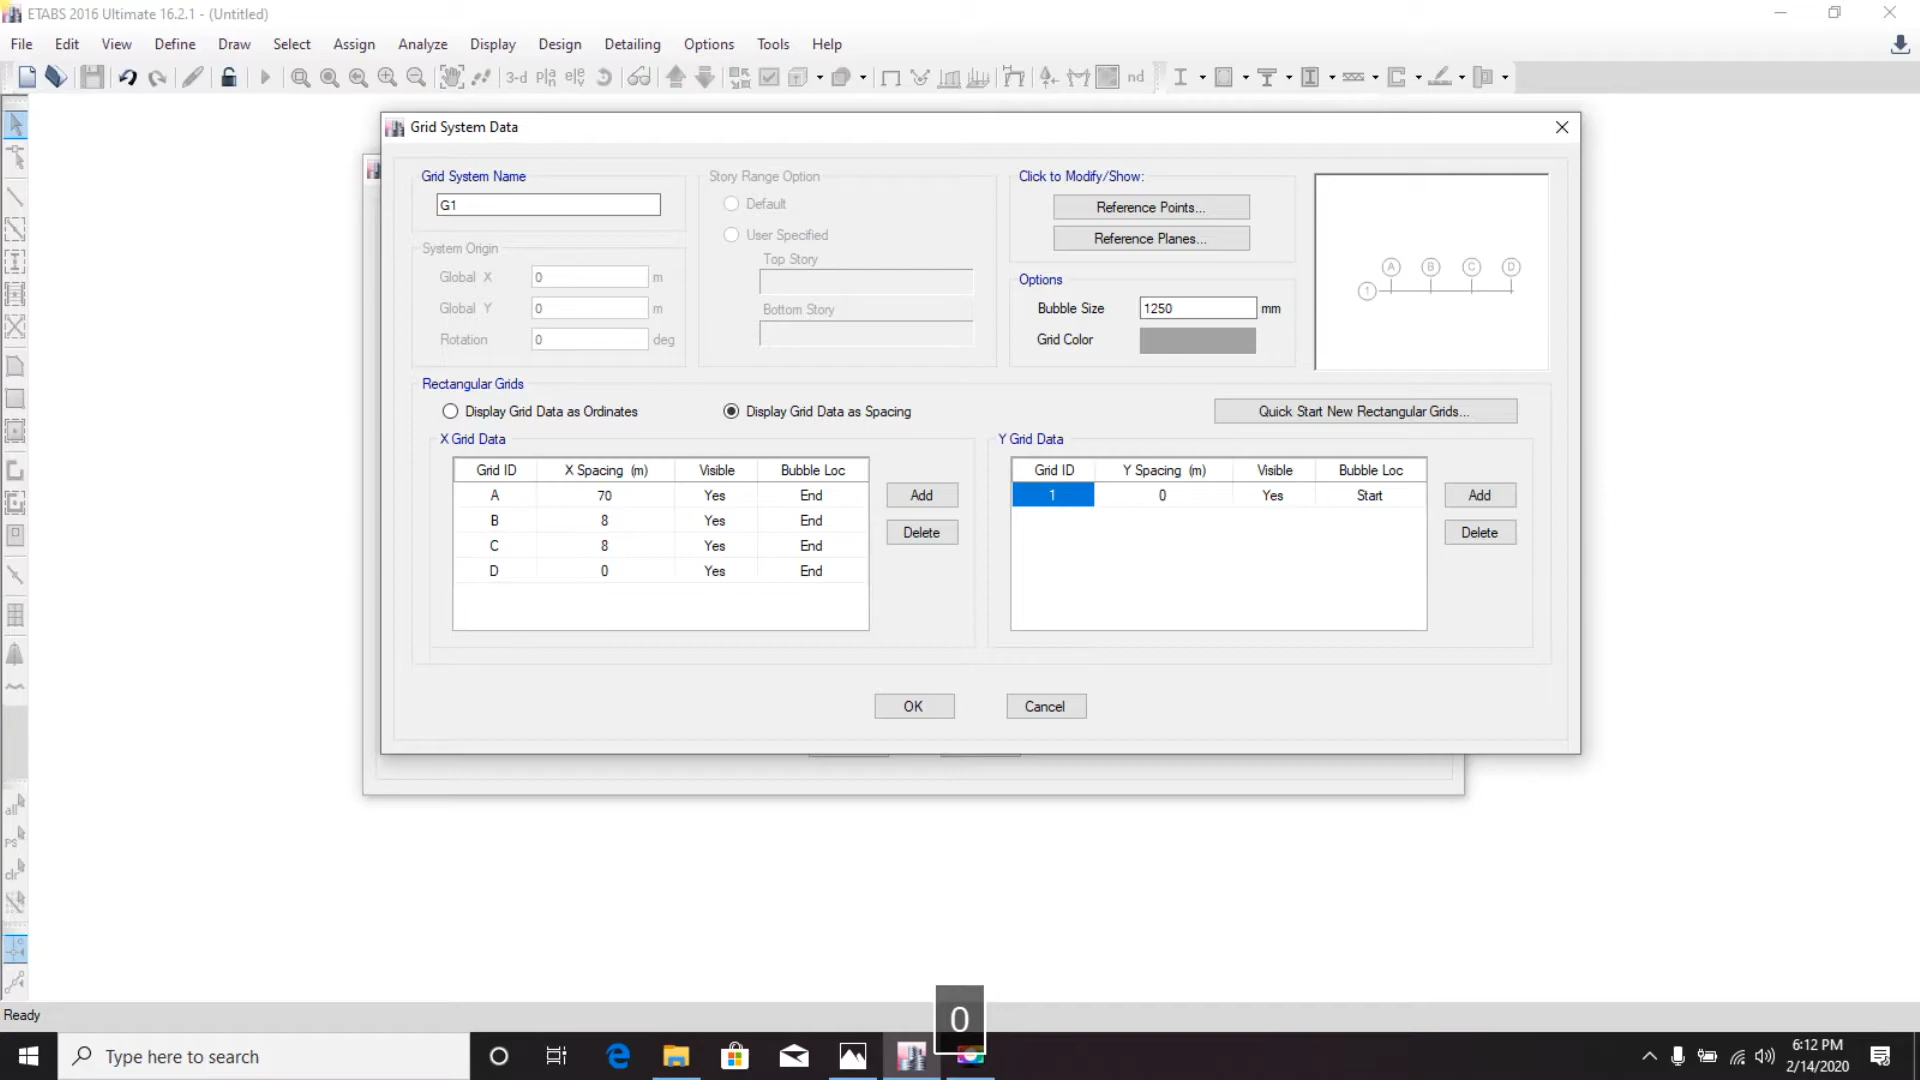 ETABS 2016 Ultimate 16.2.1 - (Untitled)
File Edit View Define Draw Select Assign Analyze Display Design Detailing Options Tools Help
3-d nd
Grid System Data
Grid System Name
G1
Story Range Option
Default
User Specified
Top Story
Bottom Story
Click to Modify/Show:
Reference Points...
Reference Planes...
System Origin
Global X 0 m
Global Y 0 m
Rotation 0 deg
Options
Bubble Size 1250 mm
Grid Color
A B C D
1
Rectangular Grids
Display Grid Data as Ordinates
Display Grid Data as Spacing
Quick Start New Rectangular Grids...
X Grid Data
Grid ID X Spacing (m) Visible Bubble Loc
A 70 Yes End
B 8 Yes End
C 8 Yes End
D 0 Yes End
Add
Delete
Y Grid Data
Grid ID Y Spacing (m) Visible Bubble Loc
1 0 Yes Start
Add
Delete
OK
Cancel
all
PS
clr
Ready
0
Type here to search
6:12 PM
2/14/2020